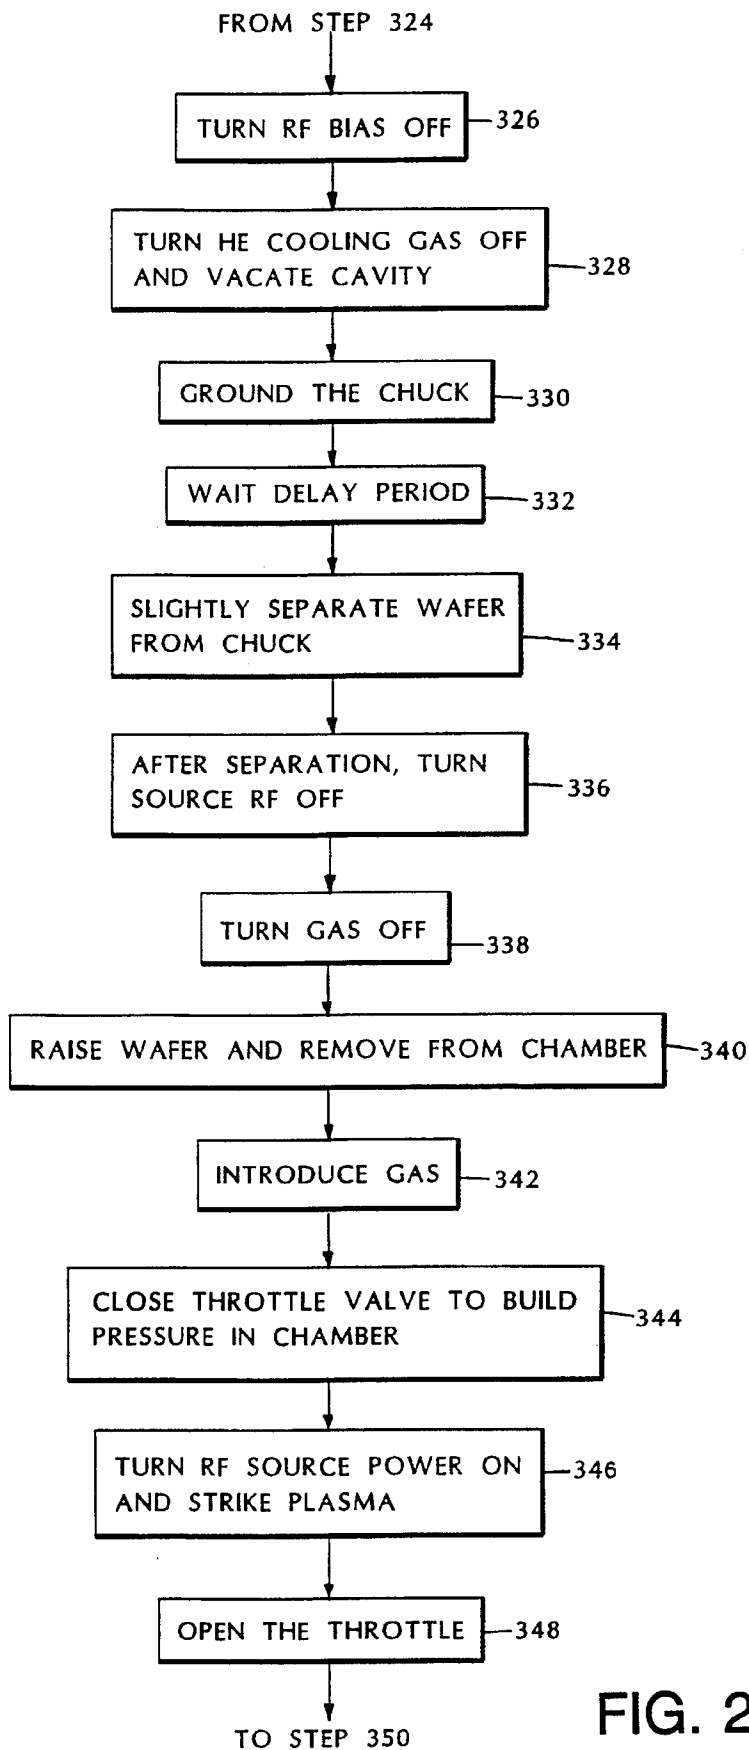 FROM STEP 324
TURN RF BIAS OFF
326
TURN HE COOLING GAS OFF
AND VACATE CAVITY
328
GROUND THE CHUCK
330
WAIT DELAY PERIOD
332
SLIGHTLY SEPARATE WAFER
FROM CHUCK
334
AFTER SEPARATION, TURN
SOURCE RF OFF
336
TURN GAS OFF
338
RAISE WAFER AND REMOVE FROM CHAMBER
340
INTRODUCE GAS
342
CLOSE THROTTLE VALVE TO BUILD
PRESSURE IN CHAMBER
344
TURN RF SOURCE POWER ON
AND STRIKE PLASMA
346
OPEN THE THROTTLE
348
TO STEP 350
FIG. 2